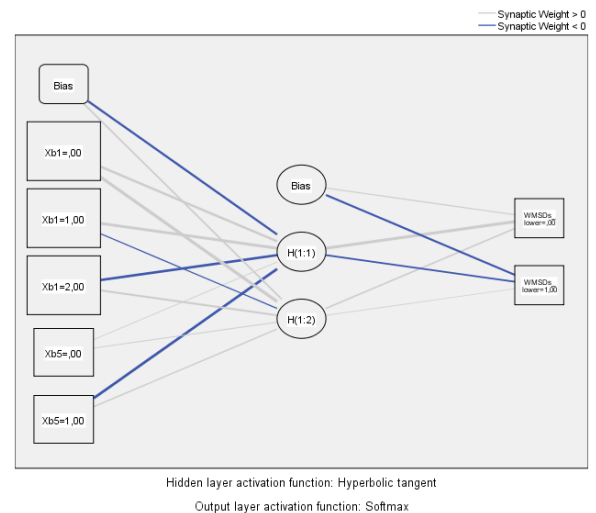 Synaptic Weight > 0
Synaptic Weight < 0
Bias
Xb1=,00
Xb1=1,00
Xb1=2,00
Xb5=,00
Xb5=1,00
Bias
H(1:1)
H(1:2)
WMSDs
lower=,00
WMSDs
lower=1,00
Hidden layer activation function: Hyperbolic tangent
Output layer activation function: Softmax